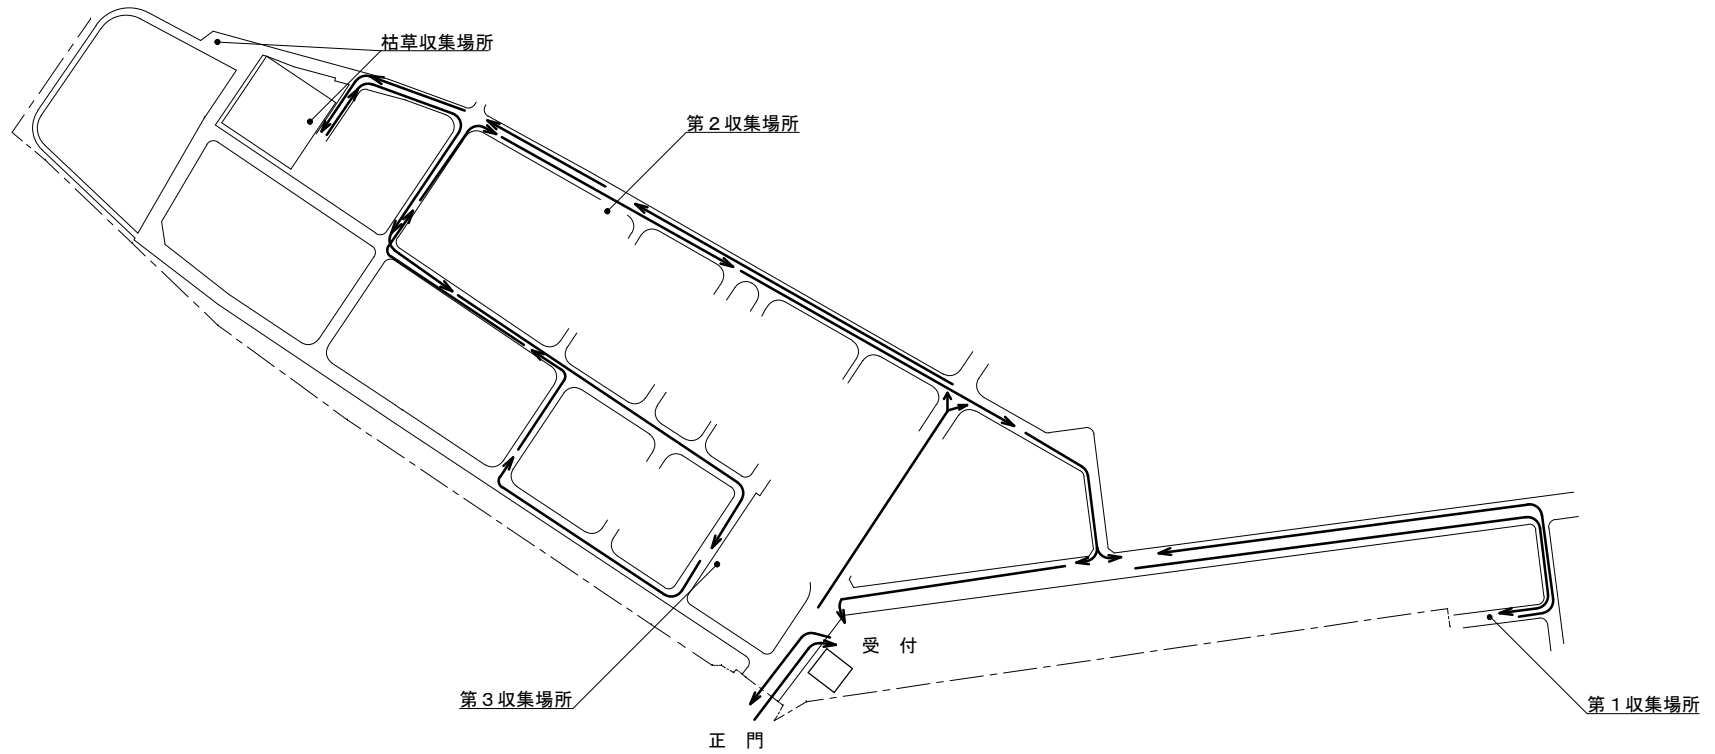 枯草収集場所
第２収集場所
受　付
第３収集場所
第１収集場所
正　門